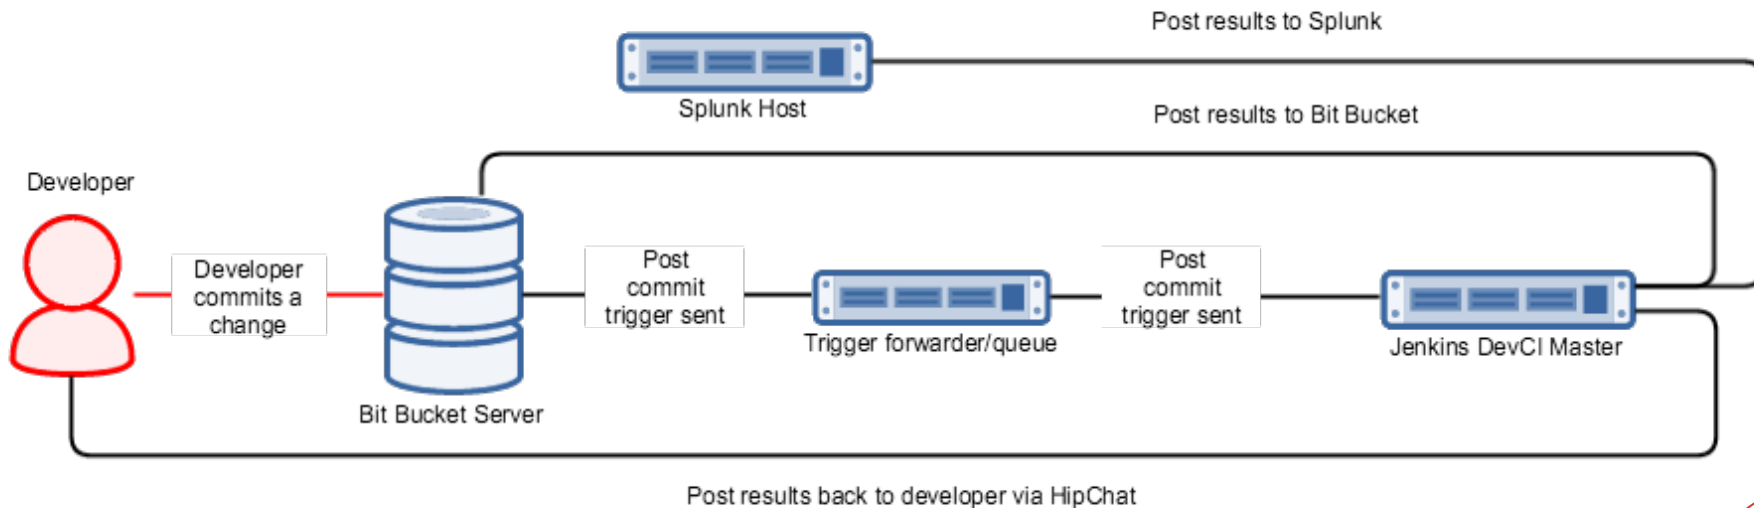 Post results to Splunk
Splunk Host
Post results to Bit Bucket
Developer
Developer
commits a
change
Post
commit
trigger sent
Post
commit
trigger sent
Trigger forwarder/queue
Jenkins DevCI Master
Bit Bucket Server
Post results back to developer via HipChat